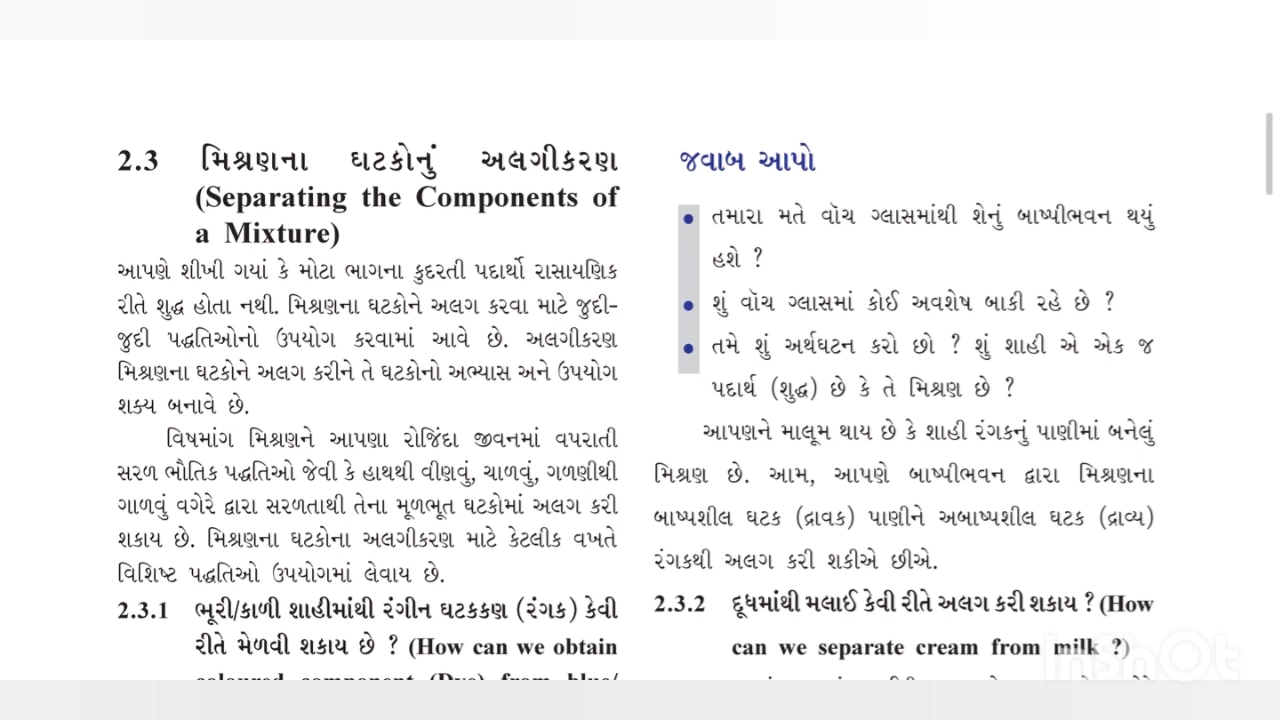 2.3 મિશ્રણના ઘટકોનું અલગીકરણ
(Separating the Components of
a Mixture)
આપણે શીખી ગયાં કે મોટા ભાગના કુદરતી પદાર્થો રાસાયણિક
રીતે શુદ્ધ હોતા નથી. મિશ્રણના ઘટકોને અલગ કરવા માટે જુદી-
જુદી પદ્ધતિઓનો ઉપયોગ કરવામાં આવે છે. અલગીકરણ
મિશ્રણના ઘટકોને અલગ કરીને તે ઘટકોનો અભ્યાસ અને ઉપયોગ
શક્ય બનાવે છે.
વિષમાંગ મિશ્રણને આપણા રોજિંદા જીવનમાં વપરાતી
સરળ ભૌતિક પદ્ધતિઓ જેવી કે હાથથી વીણવું, ચાળવું, ગળણીથી
ગાળવું વગેરે દ્વારા સરળતાથી તેના મૂળભૂત ઘટકોમાં અલગ કરી
શકાય છે. મિશ્રણના ઘટકોના અલગીકરણ માટે કેટલીક વખતે
વિશિષ્ટ પદ્ધતિઓ ઉપયોગમાં લેવાય છે.
2.3.1 ભૂરી/કાળી શાહીમાંથી રંગીન ઘટકકણ (રંગક) કેવી
રીતે મેળવી શકાય છે ? (How can we obtain
coloured component (Dye) from blue/
જવાબ આપો
• તમારા મતે વૉચ ગ્લાસમાંથી શેનું બાષ્પીભવન થયું
હશે ?
• શું વૉચ ગ્લાસમાં કોઈ અવશેષ બાકી રહે છે ?
• તમે શું અર્થઘટન કરો છો ? શું શાહી એ એક જ
પદાર્થ (શુદ્ધ) છે કે તે મિશ્રણ છે ?
આપણને માલૂમ થાય છે કે શાહી રંગકનું પાણીમાં બનેલું
મિશ્રણ છે. આમ, આપણે બાષ્પીભવન દ્વારા મિશ્રણના
બાષ્પશીલ ઘટક (દ્રાવક) પાણીને અબાષ્પશીલ ઘટક (દ્રાવ્ય)
રંગકથી અલગ કરી શકીએ છીએ.
2.3.2 દૂધમાંથી મલાઈ કેવી રીતે અલગ કરી શકાય ? (How
can we separate cream from milk ?)
InShOt